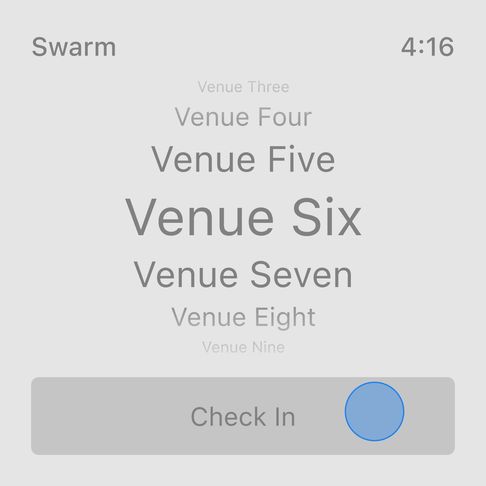 Swarm 4:16
Venue Three
Venue Four
Venue Five
Venue Six
Venue Seven
Venue Eight
Venue Nine
Check In